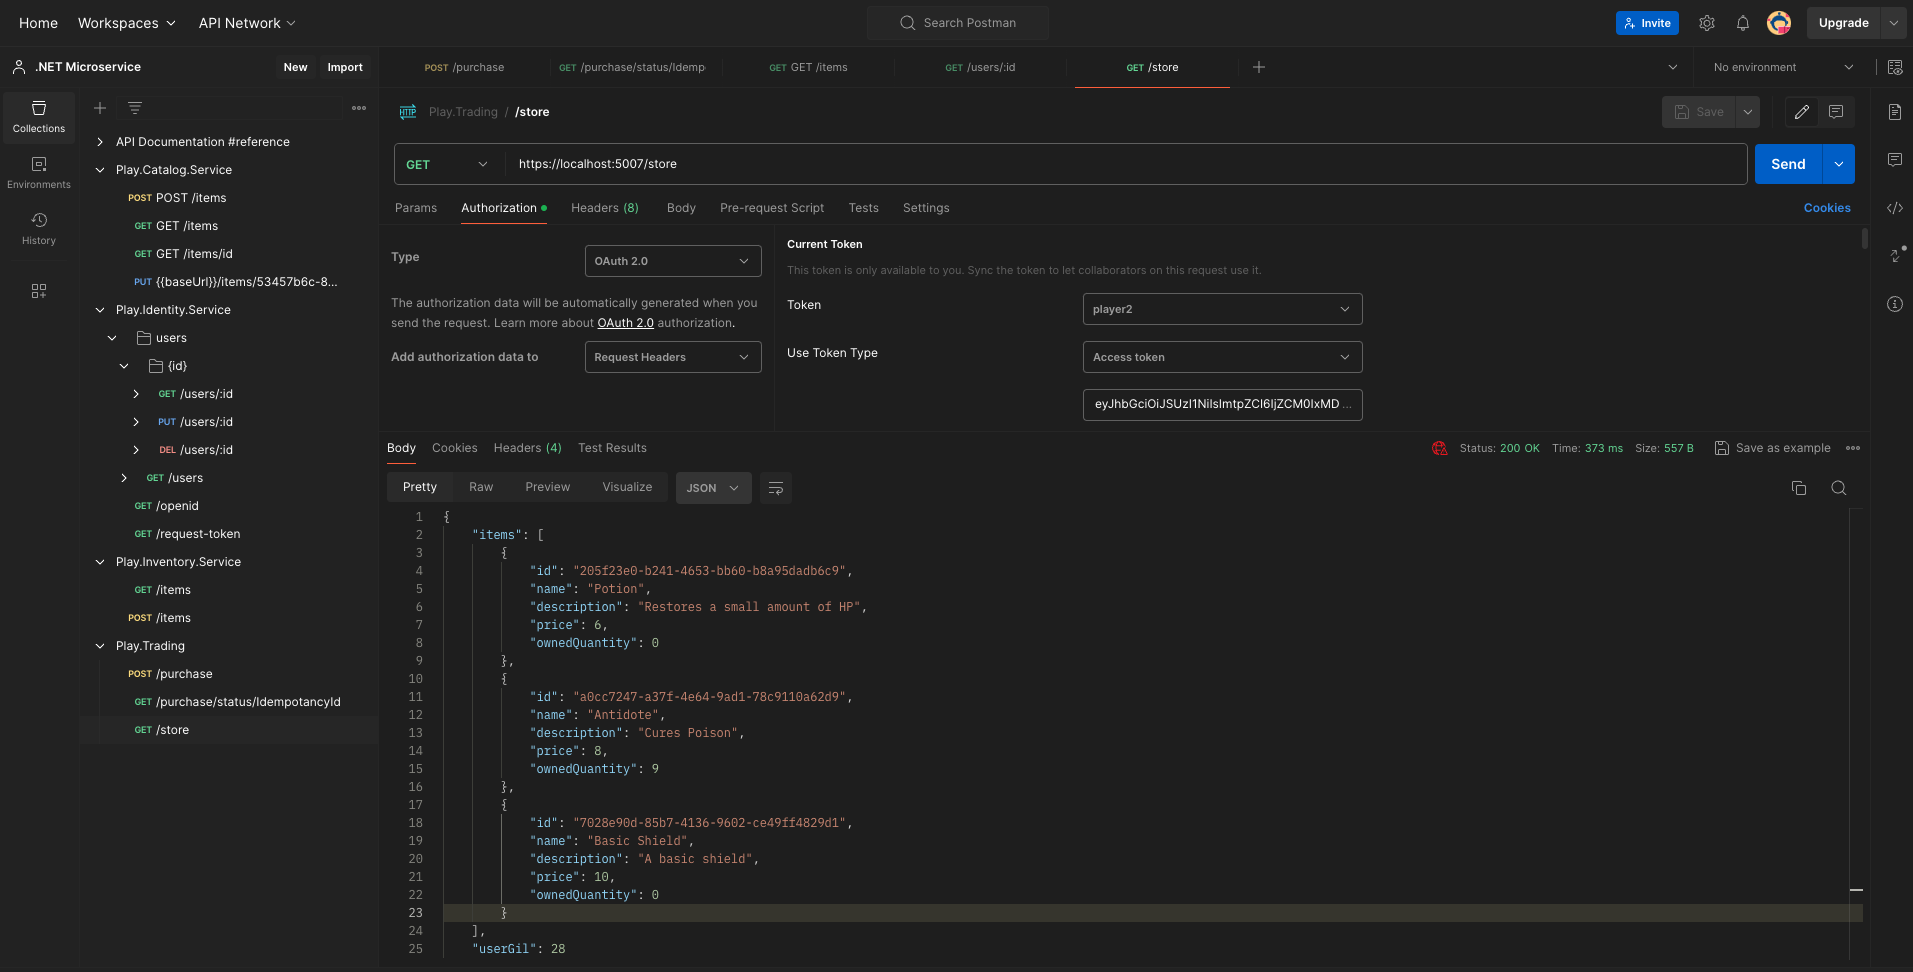 Home Workspaces API Network Search Postman Invite Upgrade
.NET Microservice New Import
POST /purchase GET /purchase/status/Idemp GET GET /items GET /users/:id GET /store No environment
Collections
Environments
History
API Documentation #reference
Play.Catalog.Service
POST POST /items
GET GET /items
GET GET /items/id
PUT {{baseUrl}}/items/53457b6c-8...
Play.Identity.Service
users
{id}
GET /users/:id
PUT /users/:id
DEL /users/:id
GET /users
GET /openid
GET /request-token
Play.Inventory.Service
GET /items
POST /items
Play.Trading
POST /purchase
GET /purchase/status/IdempotancyId
GET /store
HTTP Play.Trading / /store Save
GET https://localhost:5007/store Send
Params Authorization Headers (8) Body Pre-request Script Tests Settings Cookies
Type OAuth 2.0
The authorization data will be automatically generated when you
send the request. Learn more about OAuth 2.0 authorization.
Add authorization data to Request Headers
Current Token
This token is only available to you. Sync the token to let collaborators on this request use it.
Token player2
Use Token Type Access token
Body Cookies Headers (4) Test Results Status: 200 OK Time: 373 ms Size: 557 B Save as example
Pretty Raw Preview Visualize JSON
1 {
2 "items": [
3 {
4 "id": "205f23e0-b241-4653-bb60-b8a95dadb6c9",
5 "name": "Potion",
6 "description": "Restores a small amount of HP",
7 "price": 6,
8 "ownedQuantity": 0
9 },
10 {
11 "id": "a0cc7247-a37f-4e64-9ad1-78c9110a62d9",
12 "name": "Antidote",
13 "description": "Cures Poison",
14 "price": 8,
15 "ownedQuantity": 9
16 },
17 {
18 "id": "7028e90d-85b7-4136-9602-ce49ff4829d1",
19 "name": "Basic Shield",
20 "description": "A basic shield",
21 "price": 10,
22 "ownedQuantity": 0
23 }
24 ],
25 "userGil": 28